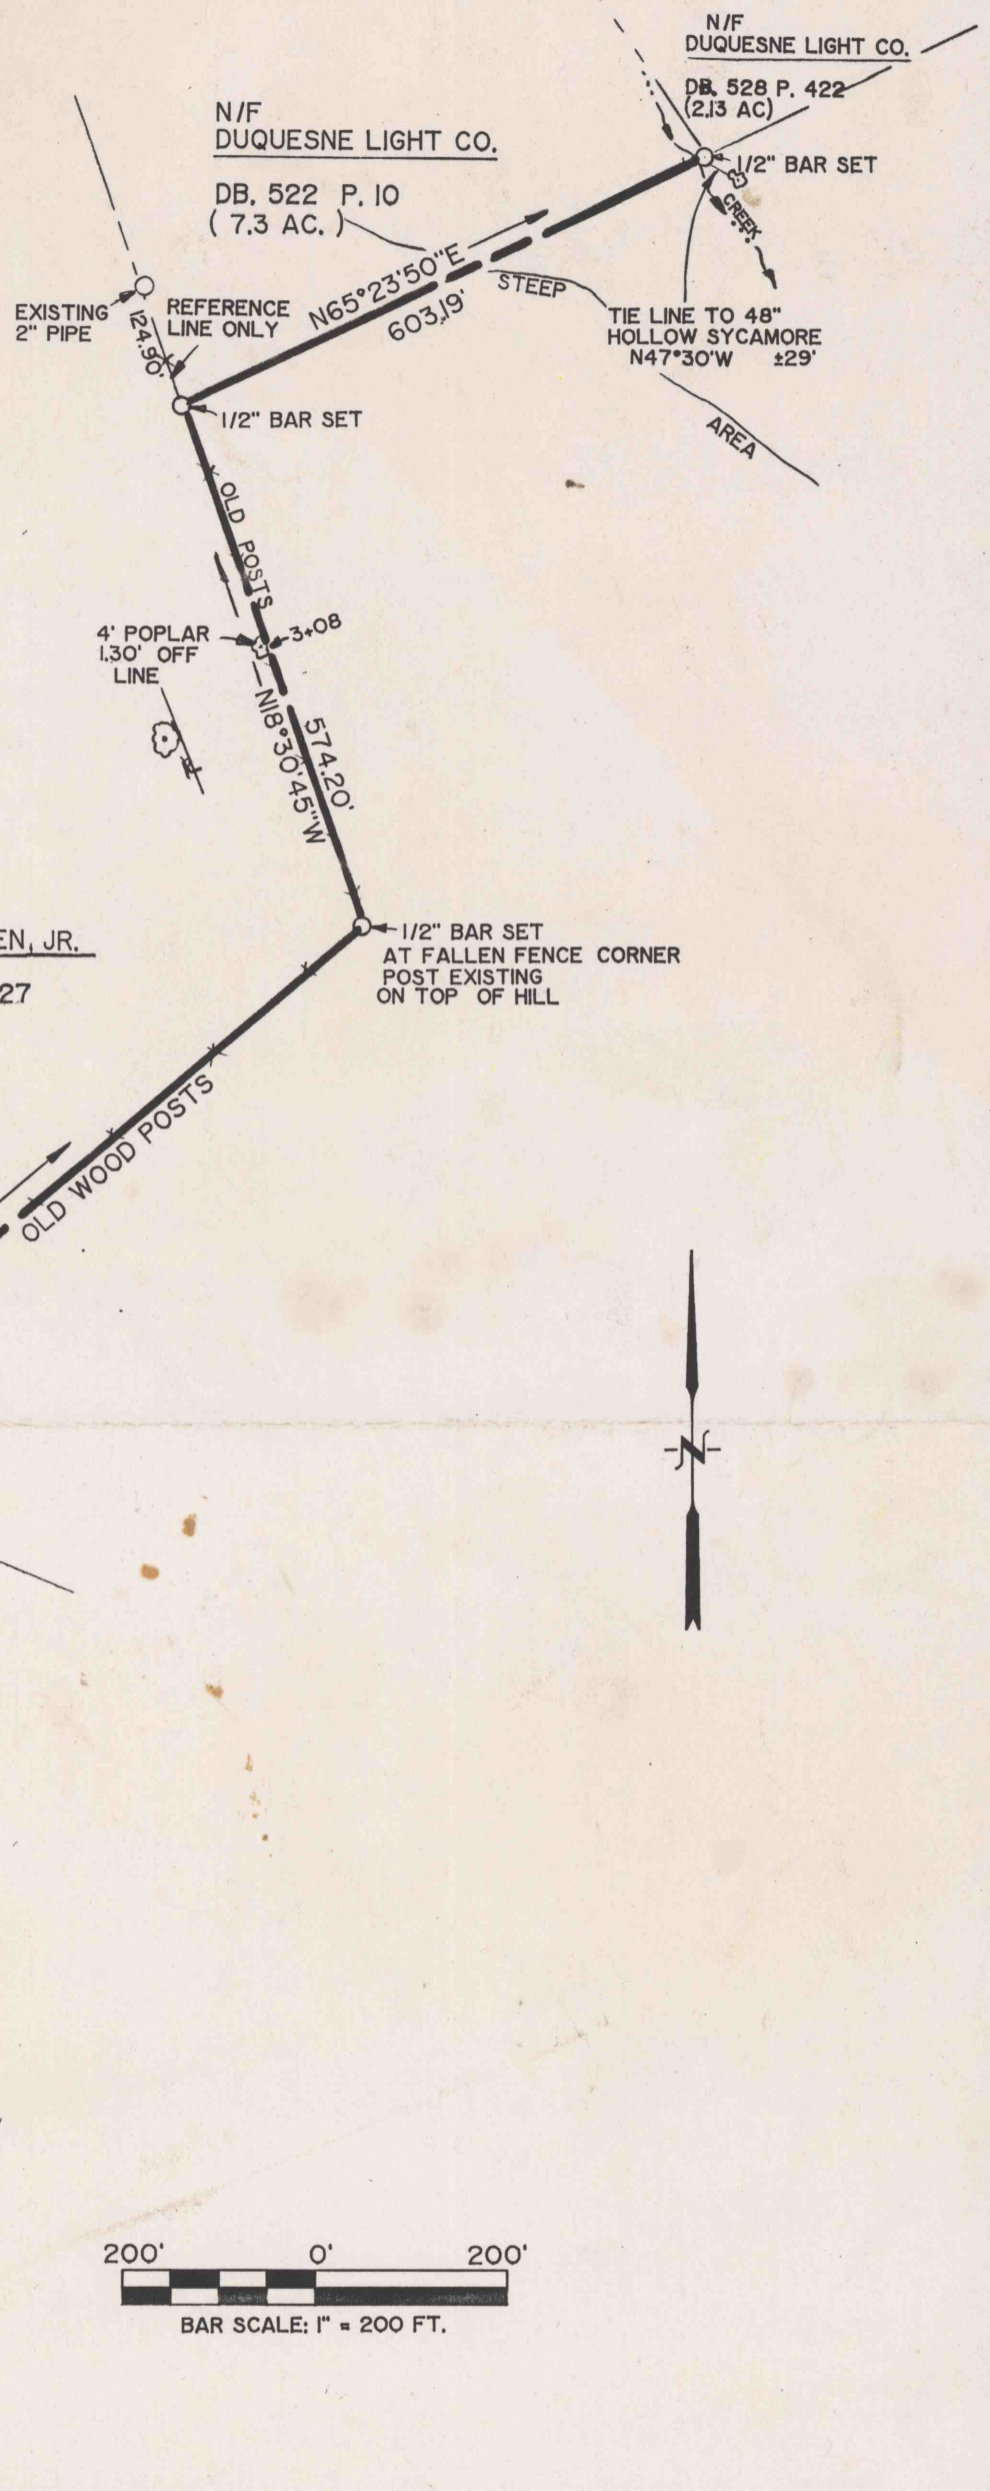 N/F
DUQUESNE LIGHT CO.
DB. 528 P. 422
(2.13 AC)
N/F
DUQUESNE LIGHT CO.
DB. 522 P. 10
( 7.3 AC. )
1/2" BAR SET
CREEK
N65°23'50"E
603.19'
STEEP
AREA
EXISTING
2" PIPE
124.90'
REFERENCE
LINE ONLY
TIE LINE TO 48"
HOLLOW SYCAMORE
N47°30'W ±29'
1/2" BAR SET
OLD POSTS
4' POPLAR
1.30' OFF
LINE
3+08
N18°30'45"W
574.20'
EN, JR.
27
1/2" BAR SET
AT FALLEN FENCE CORNER
POST EXISTING
ON TOP OF HILL
OLD WOOD POSTS
N
200' 0' 200'
BAR SCALE: 1" = 200 FT.